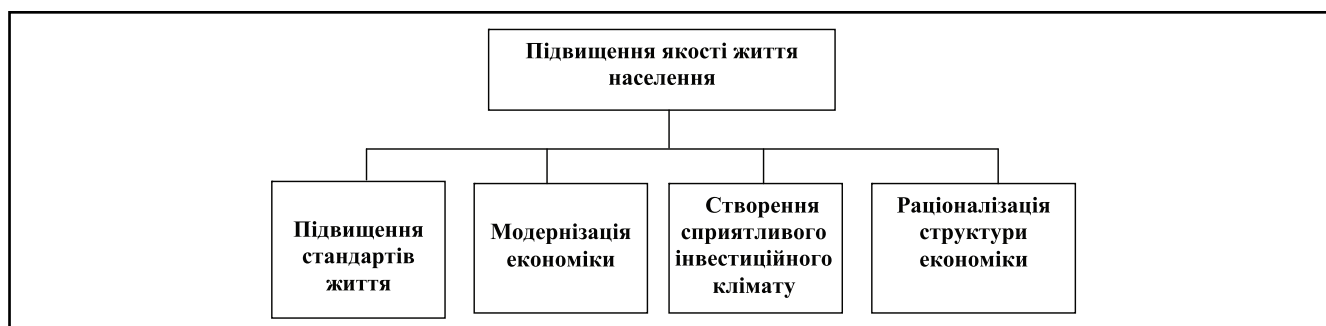 Підвищення якості життя
населення
Підвищення
стандартів
життя
Модернізація
економіки
Створення
сприятливого
інвестиційного
клімату
Раціоналізація
структури
економіки